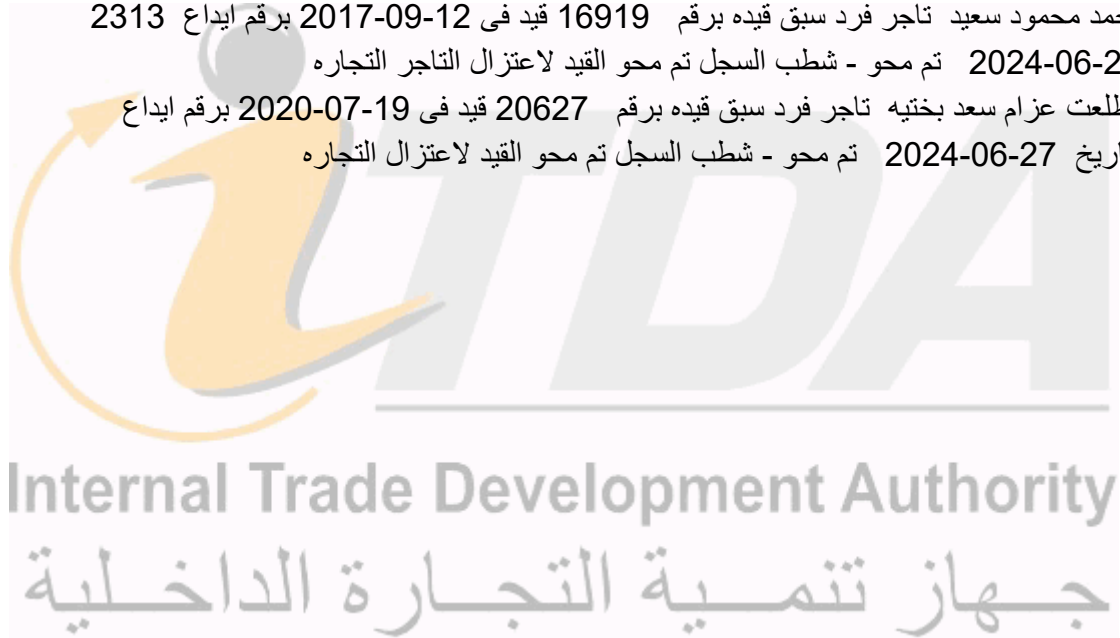 محمود سعيد تاجر فرد سبق قيده برقم 16919 قيد فى 12-09-2017 برقم ايداع 2313
2024-06-2 تم محو - شطب السجل تم محو القيد لاعتزال التاجر التجاره
طلعت عزام سعد بختيه تاجر فرد سبق قيده برقم 20627 قيد فى 19-07-2020 برقم ايداع
27-06-2024 تم محو - شطب السجل تم محو القيد لاعتزال التجاره
iTDA
Internal Trade Development Authority
جهاز تنمية التجارة الداخلية